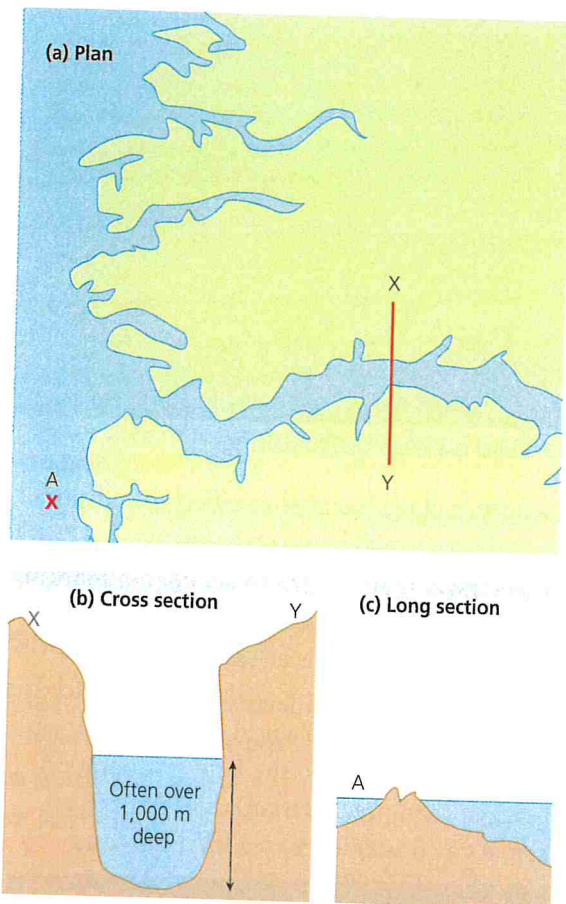 (a) Plan
X
Y
A
X
(b) Cross section
X
Y
Often over
1,000 m
deep
(c) Long section
A